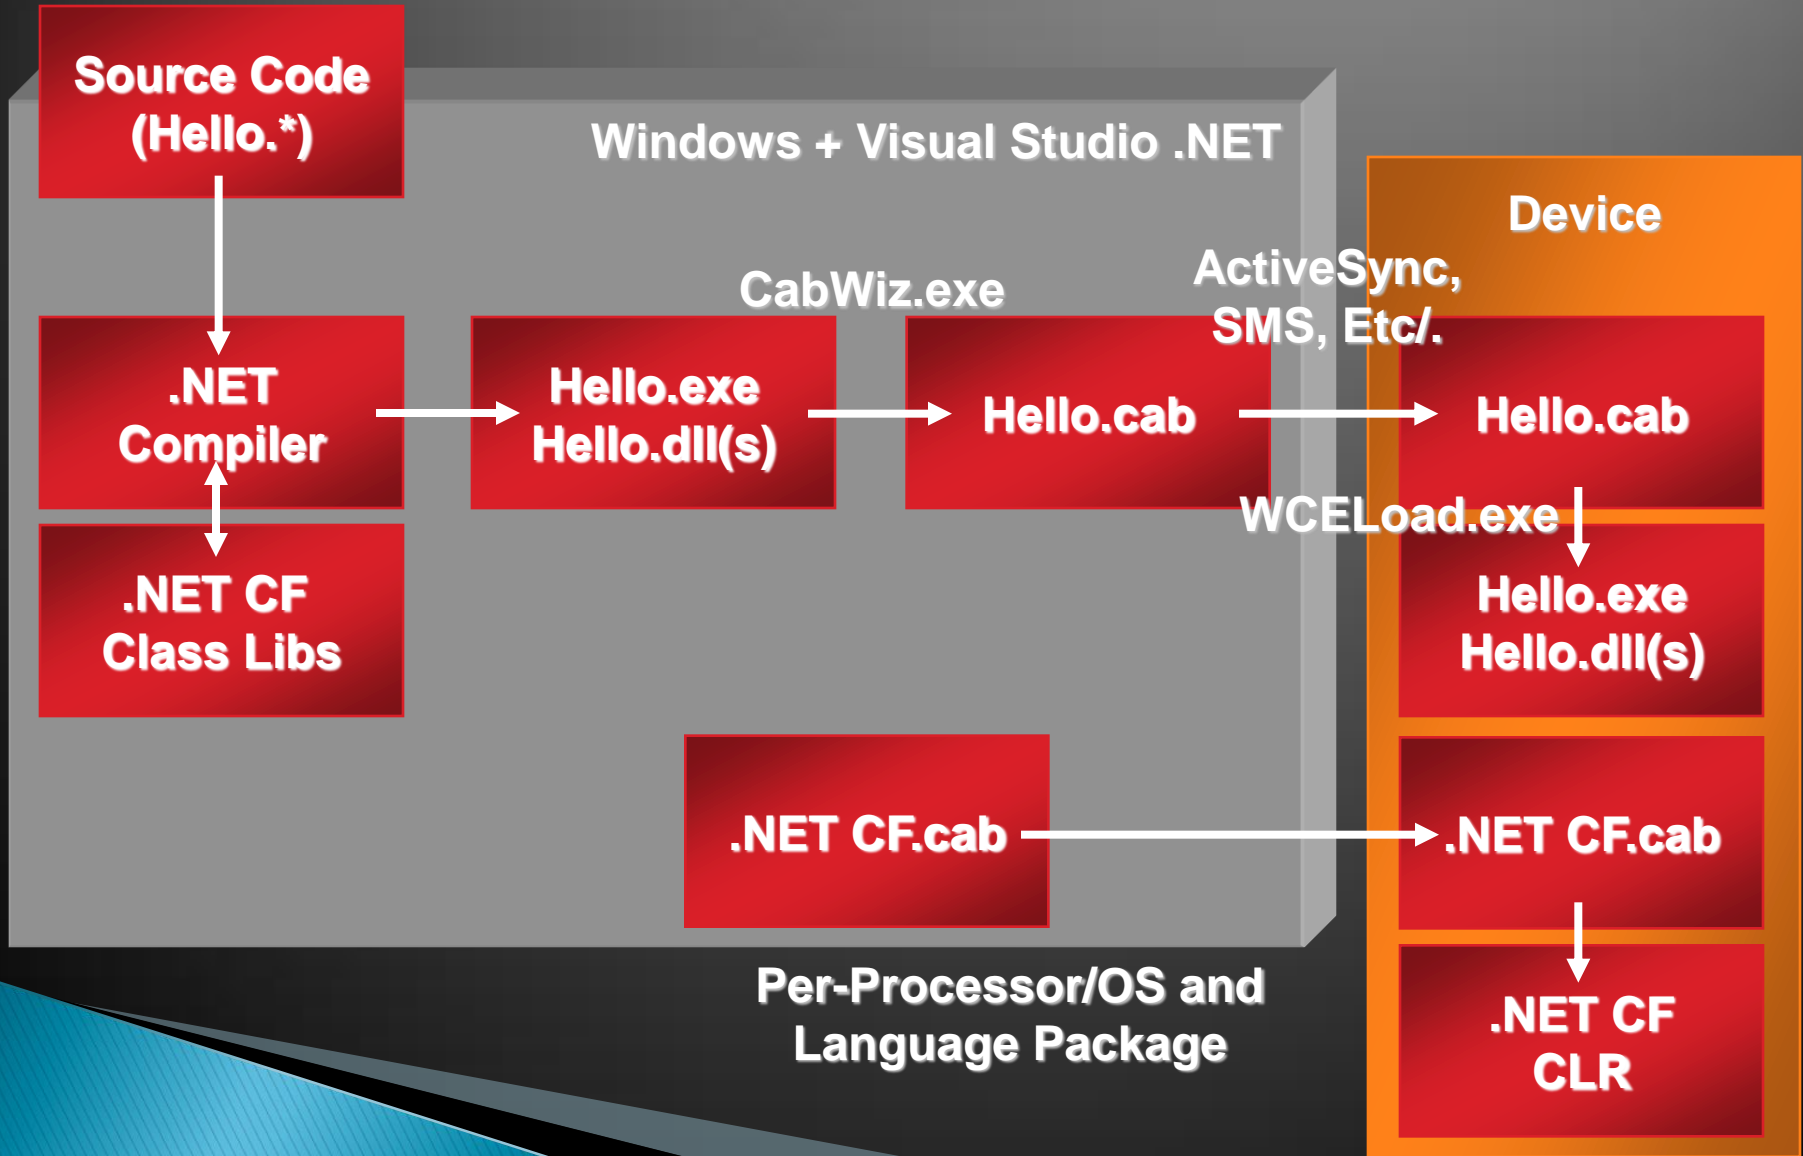 Source Code
(Hello.*)
Windows + Visual Studio .NET
Device
CabWiz.exe
ActiveSync,
SMS, Etc/.
.NET
Compiler
Hello.exe
Hello.dll(s)
Hello.cab
Hello.cab
WCELoad.exe
.NET CF
Class Libs
Hello.exe
Hello.dll(s)
.NET CF.cab
.NET CF.cab
Per-Processor/OS and
Language Package
.NET CF
CLR